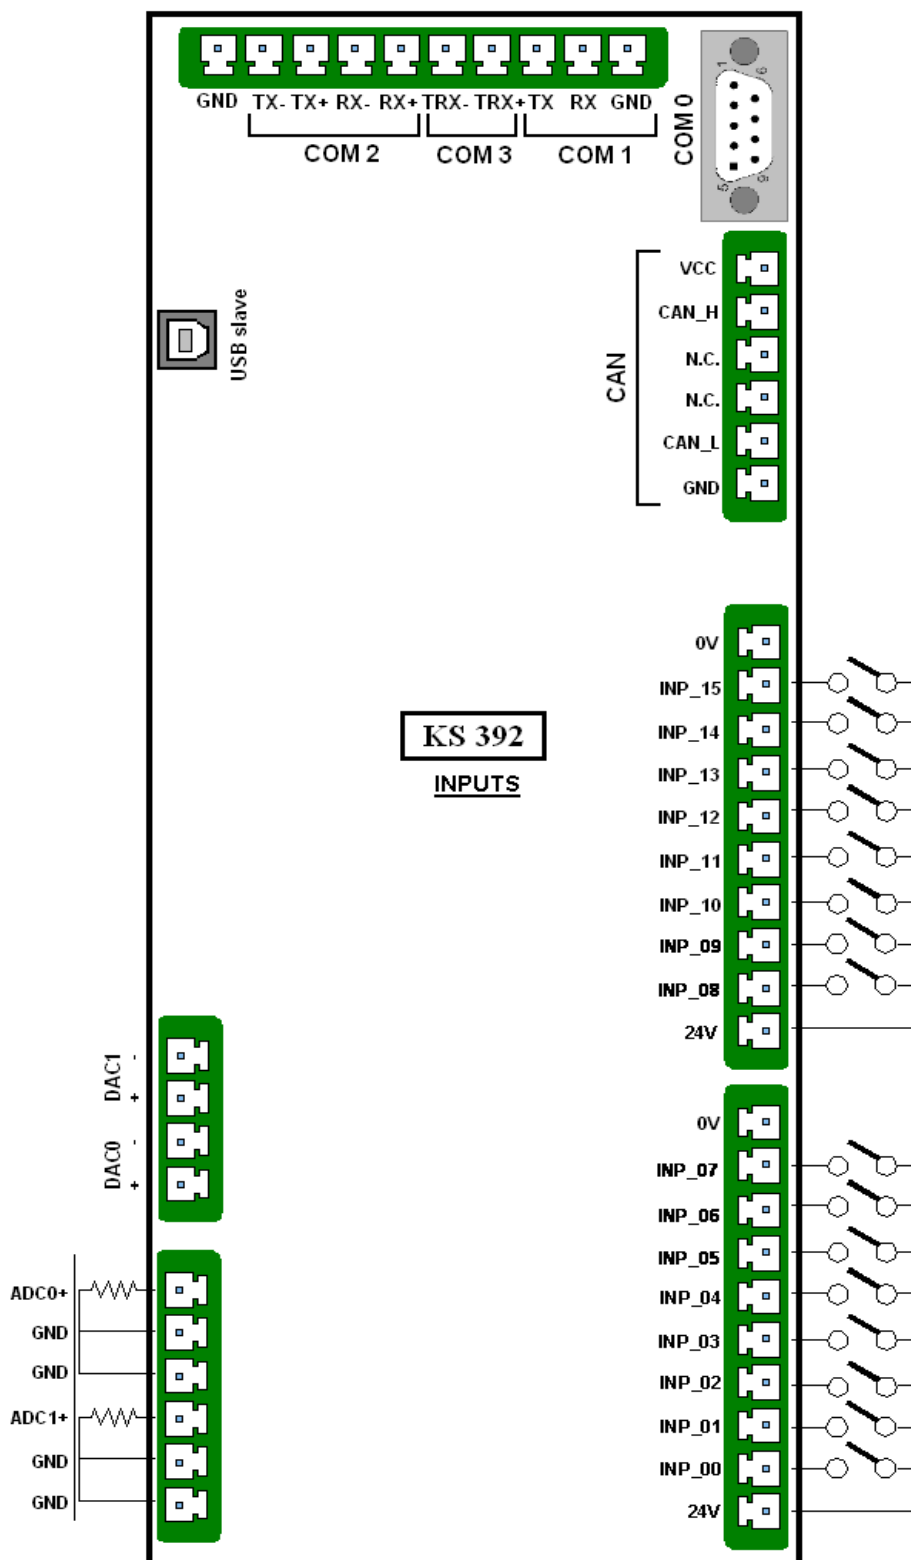 GND TX- TX+ RX- RX+ TRX- TRX+ TX RX GND
COM 2 COM 3 COM 1
COM 0
1
6
5
9
USB slave
CAN
VCC
CAN_H
N.C.
N.C.
CAN_L
GND
KS 392
INPUTS
0V
INP_15
INP_14
INP_13
INP_12
INP_11
INP_10
INP_09
INP_08
24V
DAC1 - +
DAC0 - +
0V
INP_07
INP_06
INP_05
INP_04
INP_03
INP_02
INP_01
INP_00
24V
ADC0+
GND
GND
ADC1+
GND
GND